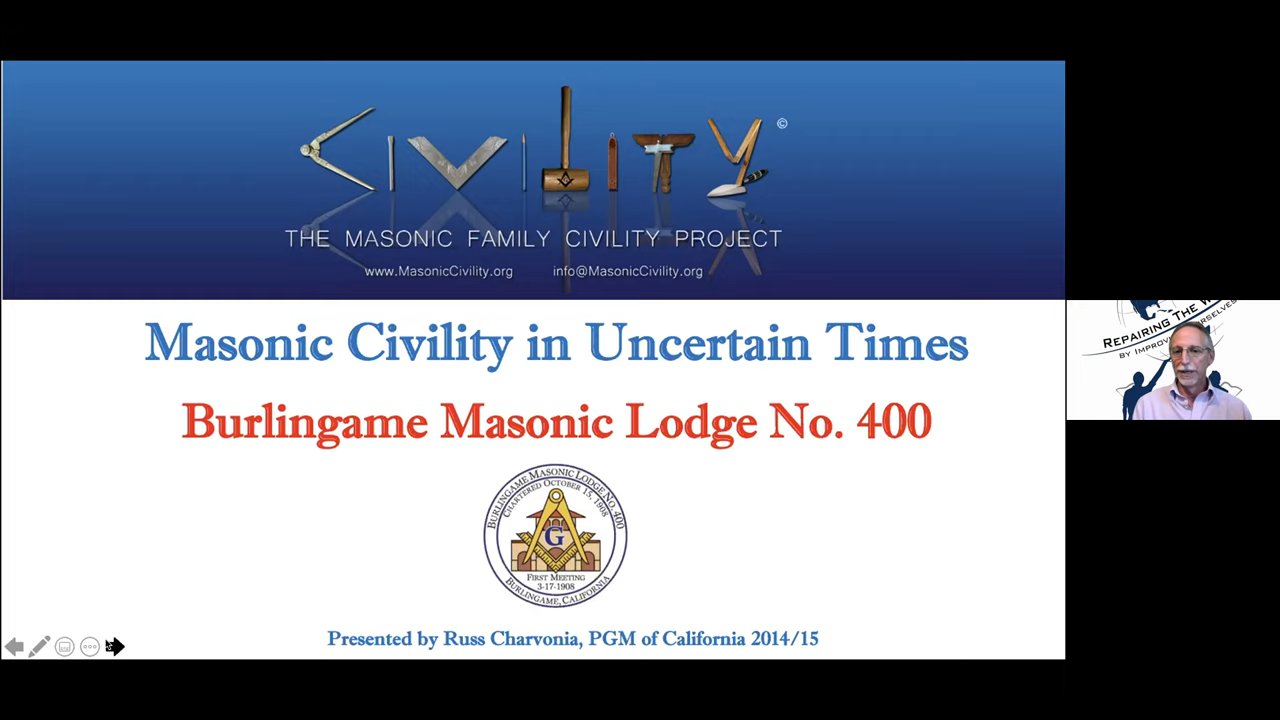 CIVILITY ©
THE MASONIC FAMILY CIVILITY PROJECT
www.MasonicCivility.org info@MasonicCivility.org
Masonic Civility in Uncertain Times
Burlingame Masonic Lodge No. 400
BURLINGAME MASONIC LODGE No. 400
CHARTERED OCTOBER 15, 1908
G
FIRST MEETING
3-17-1908
BURLINGAME, CALIFORNIA
Presented by Russ Charvonia, PGM of California 2014/15
REPAIRING THE
BY